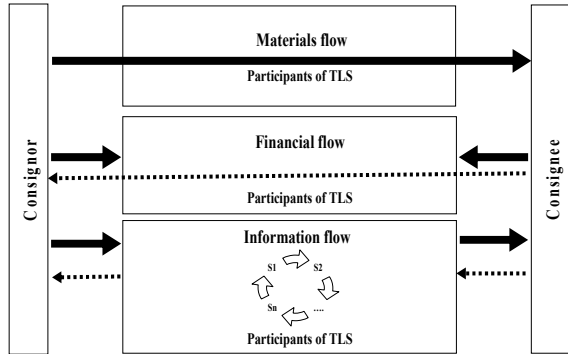 Consignor
Materials flow
Participants of TLS
Financial flow
Participants of TLS
Information flow
S1
S2
Sn
....
Participants of TLS
Consignee